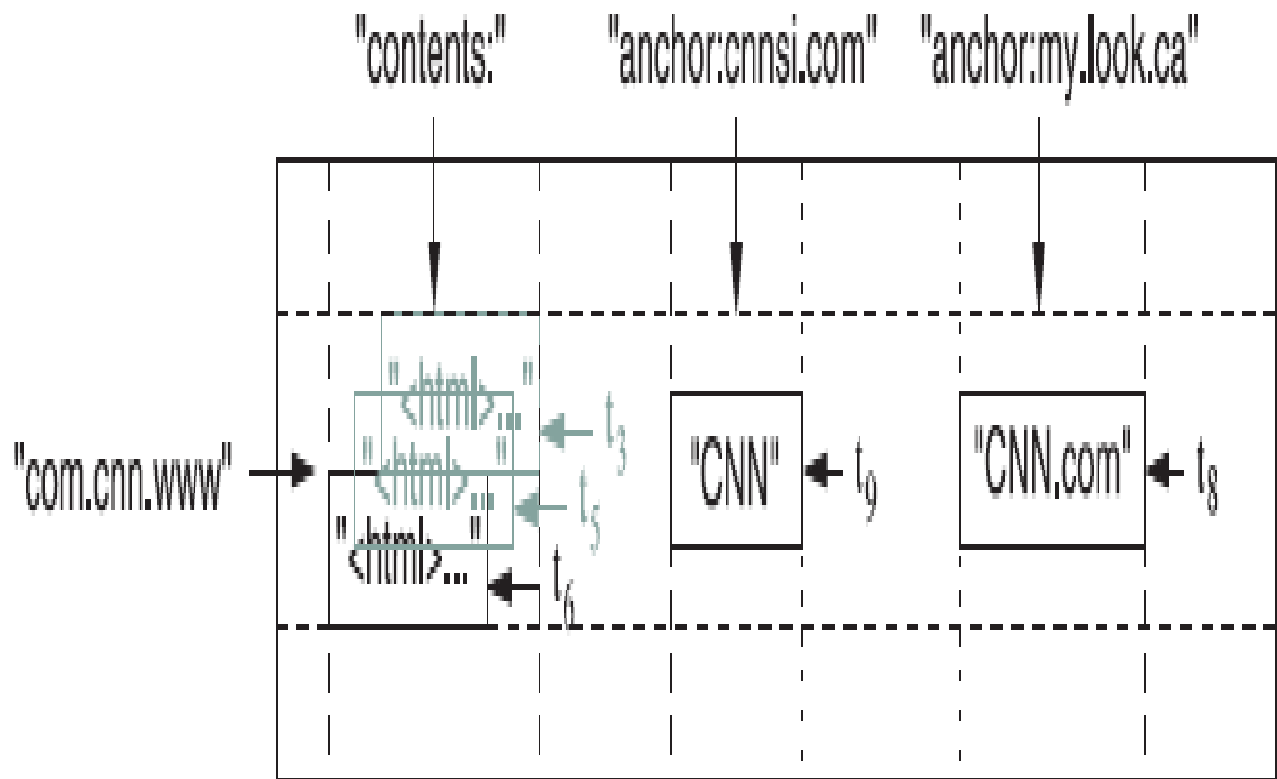 "contents:" "anchor:cnnsi.com" "anchor:my.look.ca"
"<html>..."
t3
"<html>..."
t5
"<html>..."
t6
"com.cnn.www"
"CNN"
t9
"CNN.com"
t8